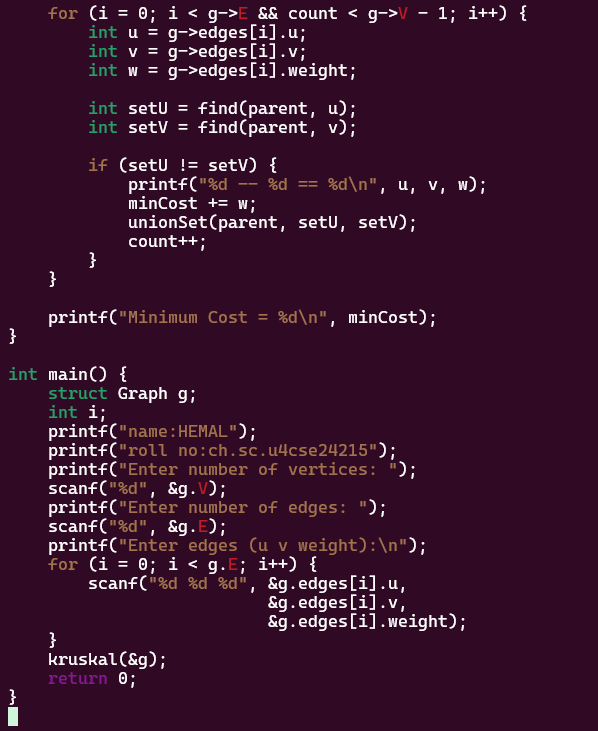 for (i = 0; i < g->E && count < g->V - 1; i++) {
        int u = g->edges[i].u;
        int v = g->edges[i].v;
        int w = g->edges[i].weight;

        int setU = find(parent, u);
        int setV = find(parent, v);

        if (setU != setV) {
            printf("%d -- %d == %d\n", u, v, w);
            minCost += w;
            unionSet(parent, setU, setV);
            count++;
        }
    }

    printf("Minimum Cost = %d\n", minCost);
}

int main() {
    struct Graph g;
    int i;
    printf("name:HEMAL");
    printf("roll no:ch.sc.u4cse24215");
    printf("Enter number of vertices: ");
    scanf("%d", &g.V);
    printf("Enter number of edges: ");
    scanf("%d", &g.E);
    printf("Enter edges (u v weight):\n");
    for (i = 0; i < g.E; i++) {
        scanf("%d %d %d", &g.edges[i].u,
                          &g.edges[i].v,
                          &g.edges[i].weight);
    }
    kruskal(&g);
    return 0;
}